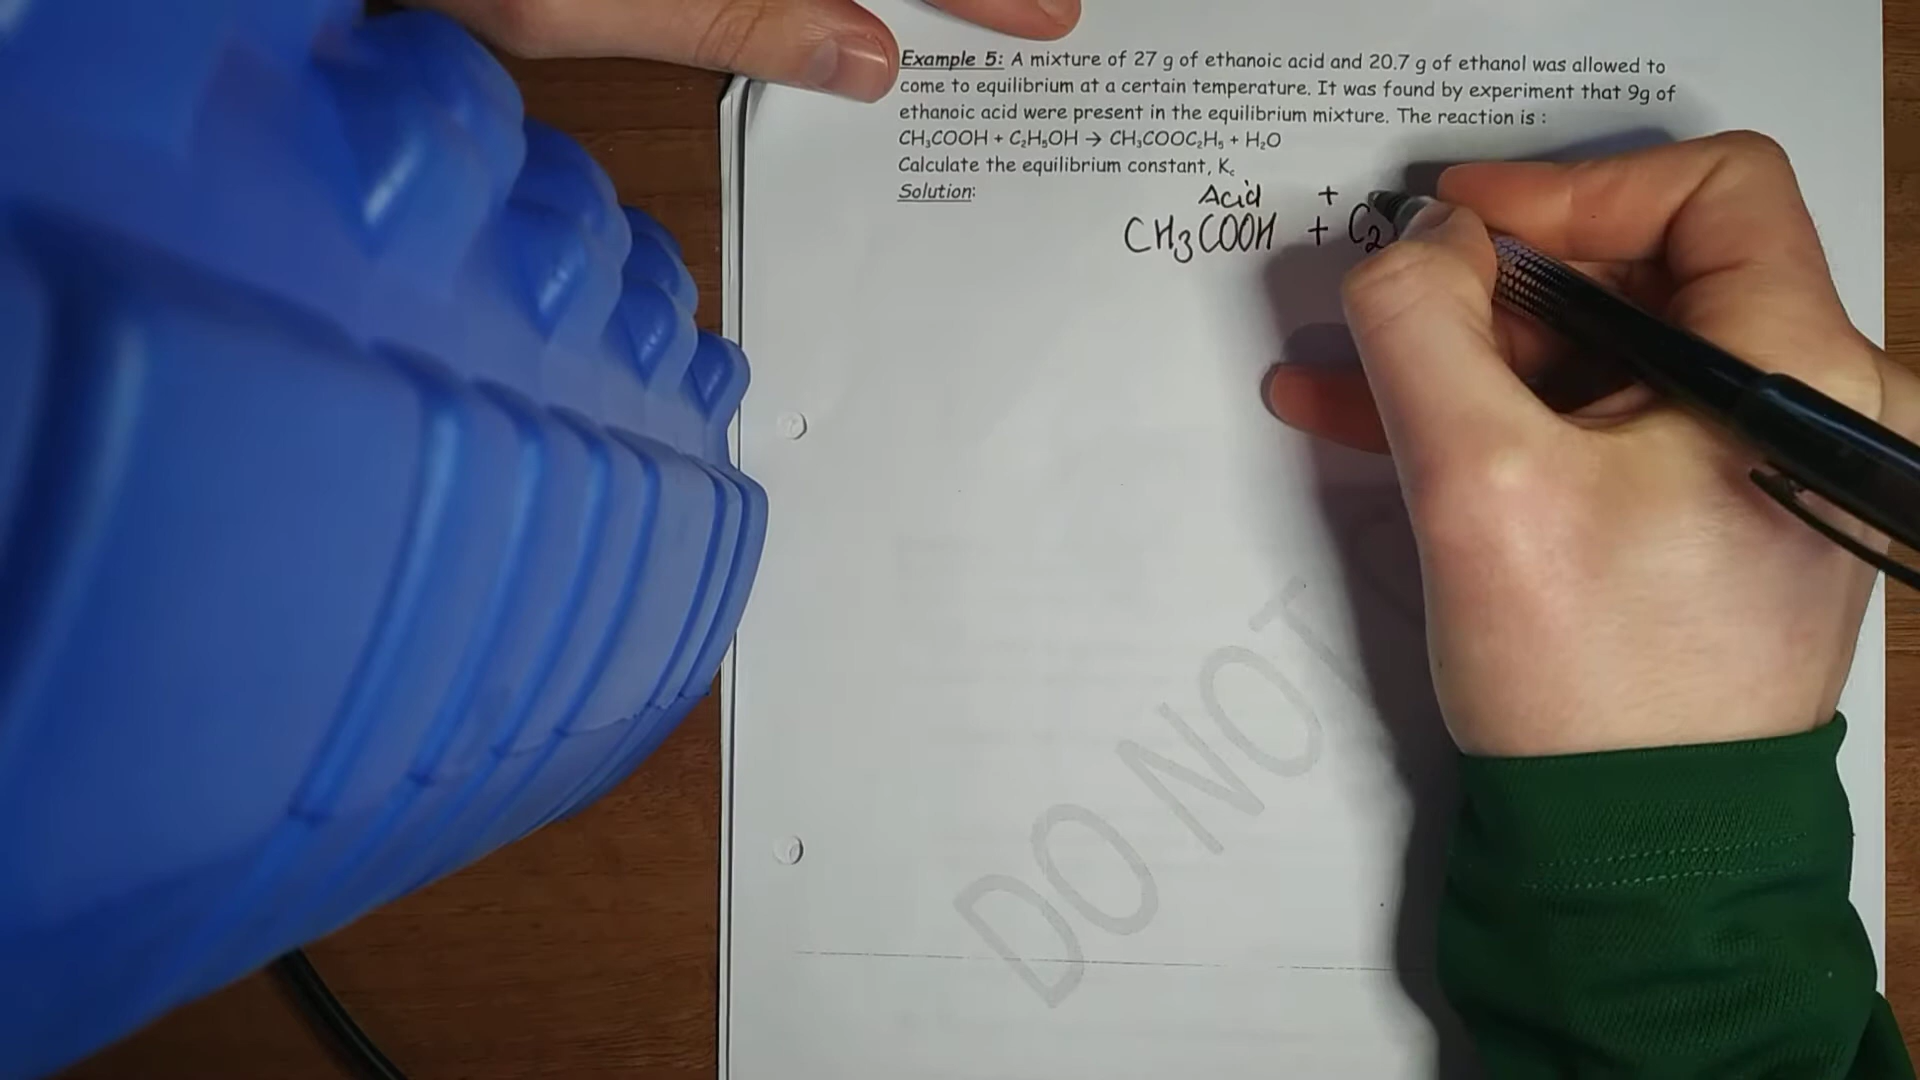 Example 5: A mixture of 27 g of ethanoic acid and 20.7 g of ethanol was allowed to
come to equilibrium at a certain temperature. It was found by experiment that 9g of
ethanoic acid were present in the equilibrium mixture. The reaction is :
CH₃COOH + C₂H₅OH → CH₃COOC₂H₅ + H₂O
Calculate the equilibrium constant, K꜀
Solution:
Acid +
CH₃COOH + C₂
DO NOT